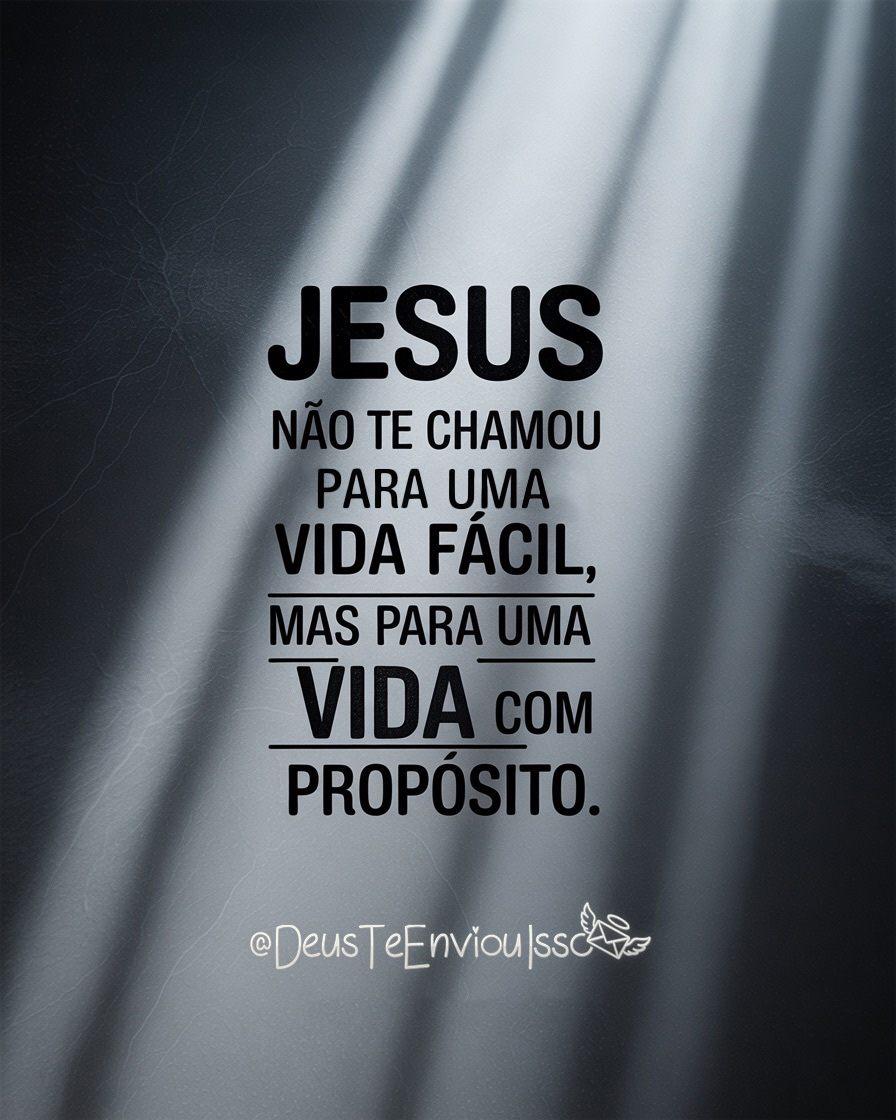 JESUS
NÃO TE CHAMOU
PARA UMA
VIDA FÁCIL,
MAS PARA UMA
VIDA COM
PROPÓSITO.
@DeusTeEnviouIsso